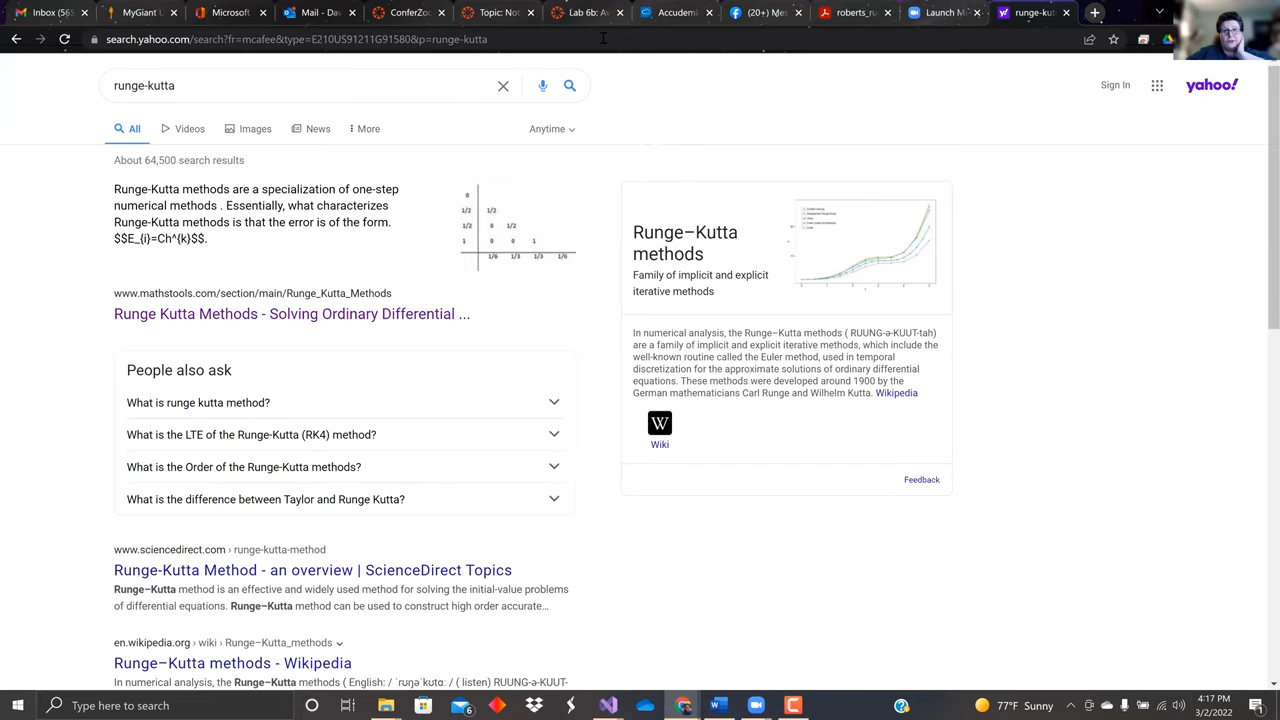 Inbox (565
MyGiant
Microsoft
Mail - Dev
ConferZoo
Topic: Not
Lab 6b: Av
Accudemi
(20+) Mes
roberts_ru
Launch M
runge-kut
search.yahoo.com/search?fr=mcafee&type=E210US91211G91580&p=runge-kutta
runge-kutta
Sign In
yahoo!
All
Videos
Images
News
More
Anytime
About 64,500 search results
Runge-Kutta methods are a specialization of one-step
numerical methods . Essentially, what characterizes
Runge-Kutta methods is that the error is of the form.
$$E_{i}=Ch^{k}$$.
0
1/2 1/2
1/2 0 1/2
1 0 0 1
1/6 1/3 1/3 1/6
www.mathstools.com/section/main/Runge_Kutta_Methods
Runge Kutta Methods - Solving Ordinary Differential ...
People also ask
What is runge kutta method?
What is the LTE of the Runge-Kutta (RK4) method?
What is the Order of the Runge-Kutta methods?
What is the difference between Taylor and Runge Kutta?
www.sciencedirect.com › runge-kutta-method
Runge-Kutta Method - an overview | ScienceDirect Topics
Runge–Kutta method is an effective and widely used method for solving the initial-value problems
of differential equations. Runge–Kutta method can be used to construct high order accurate…
en.wikipedia.org › wiki › Runge–Kutta_methods
Runge–Kutta methods - Wikipedia
In numerical analysis, the Runge–Kutta methods ( English: / ˈrʊŋəˈkʊtɑː / ( listen) RUUNG-ə-KUUT-
Runge–Kutta
methods
Family of implicit and explicit
iterative methods
In numerical analysis, the Runge–Kutta methods ( RUUNG-ə-KUUT-tah)
are a family of implicit and explicit iterative methods, which include the
well-known routine called the Euler method, used in temporal
discretization for the approximate solutions of ordinary differential
equations. These methods were developed around 1900 by the
German mathematicians Carl Runge and Wilhelm Kutta. Wikipedia
W
Wiki
Feedback
Type here to search
6
77°F Sunny
4:17 PM
3/2/2022
1